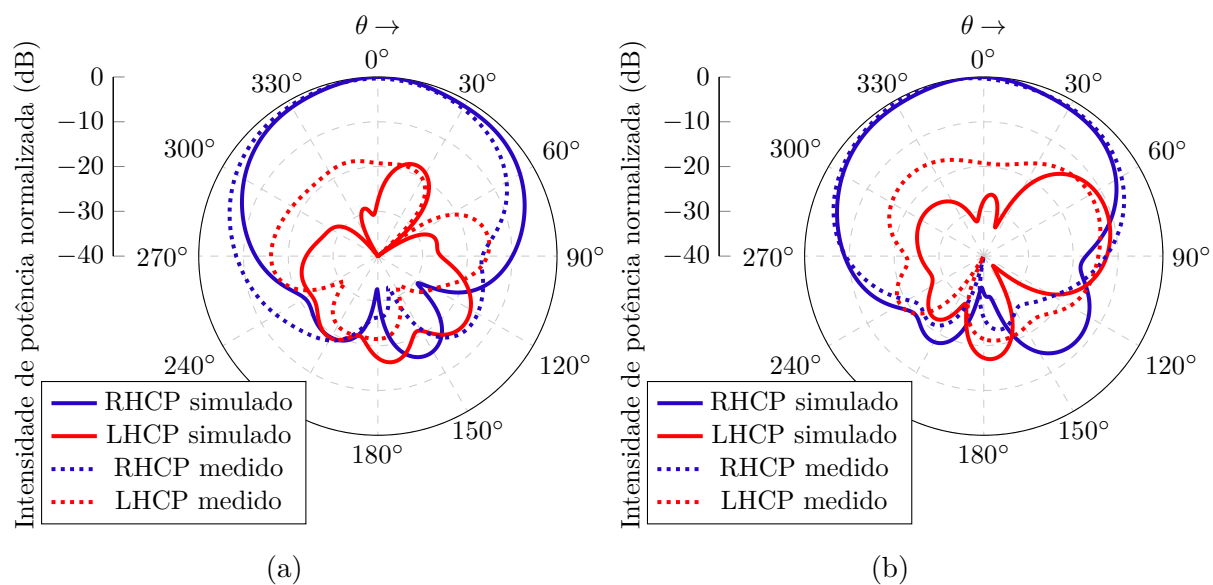 θ →
0°
30°
60°
90°
120°
150°
180°
240°
270°
300°
330°
0
−10
−20
−30
−40
Intensidade de potência normalizada (dB)
RHCP simulado
LHCP simulado
RHCP medido
LHCP medido
(a)
θ →
0°
30°
60°
90°
120°
150°
180°
240°
270°
300°
330°
0
−10
−20
−30
−40
Intensidade de potência normalizada (dB)
RHCP simulado
LHCP simulado
RHCP medido
LHCP medido
(b)